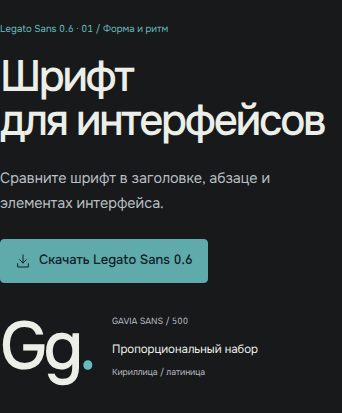 Legato Sans 0.6 · 01 / Форма и ритм
Шрифт
для интерфейсов
Сравните шрифт в заголовке, абзаце и
элементах интерфейса.
Скачать Legato Sans 0.6
Gg.
GAVIA SANS / 500
Пропорциональный набор
Кириллица / латиница